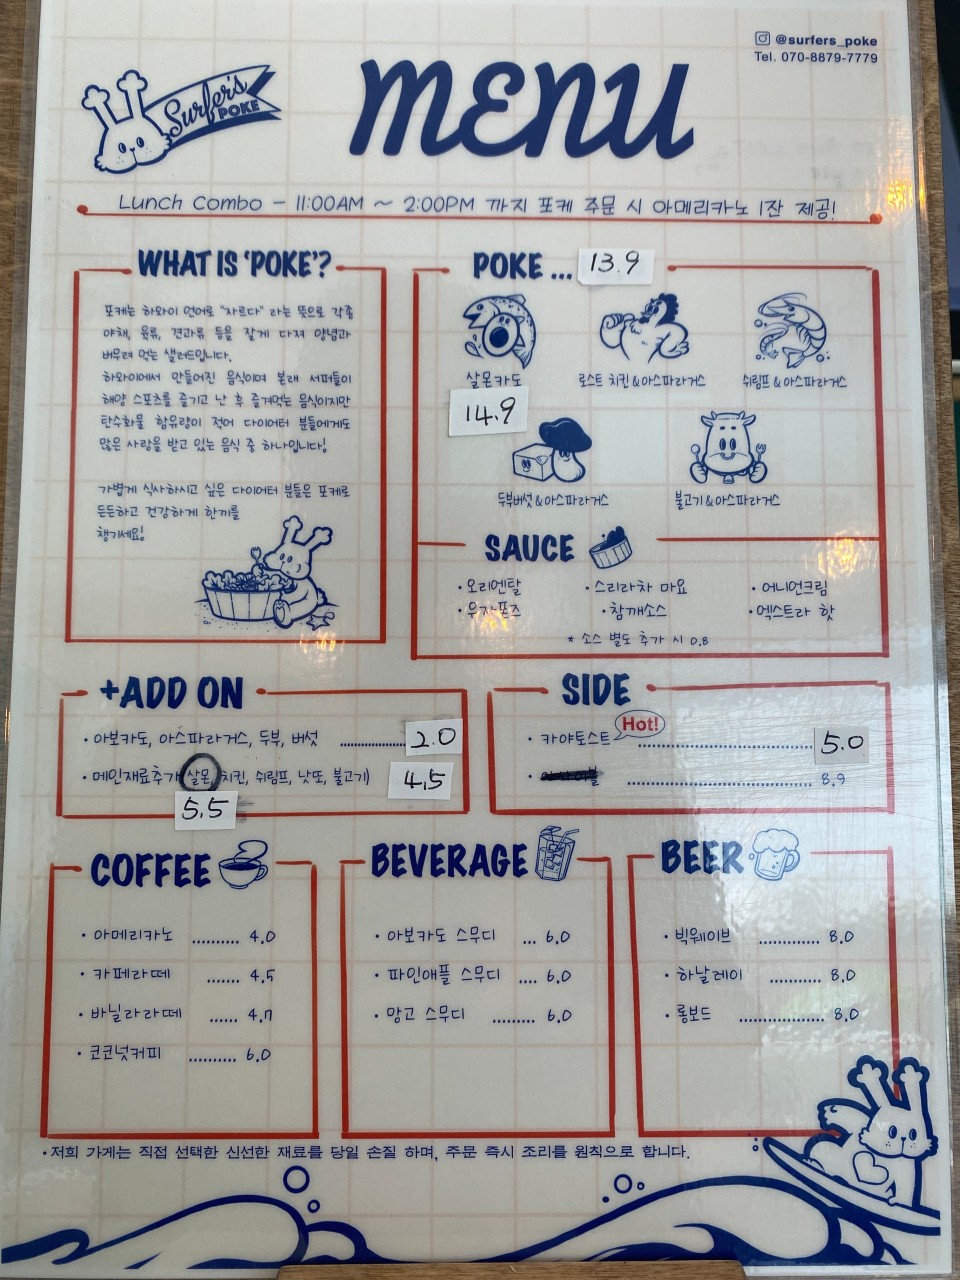 @surfers_poke
Tel. 070-8879-7779
Surfer's
POKE
MENU
Lunch Combo - 11:00AM ~ 2:00PM 까지 포케 주문 시 아메리카노 1잔 제공!
WHAT IS 'POKE'?
포케는 하와이 언어로 "자르다" 라는 뜻으로 각종
야채, 육류, 견과류 등을 잘게 다져 양념과
버무려 먹는 샐러드입니다.
하와이에서 만들어진 음식이며 본래 서퍼들이
해양 스포츠를 즐기고 난 후 즐겨먹는 음식이지만
탄수화물 함유량이 적어 다이어터 분들에게도
많은 사랑을 받고 있는 음식 중 하나입니다!
가볍게 식사하시고 싶은 다이어터 분들은 포케로
든든하고 건강하게 한끼를
챙기세요!
POKE ... 13.9
살몬카도
14.9
로스트 치킨&아스파라거스
쉬림프&아스파라거스
두부버섯&아스파라거스
불고기&아스파라거스
SAUCE
· 오리엔탈 · 스리라차 마요 · 어니언크림
· 유자폰즈 · 참깨소스 · 엑스트라 핫
* 소스 별도 추가 시 0.8
+ADD ON
· 아보카도, 아스파라거스, 두부, 버섯 .................. 2.0
· 메인재료추가(살몬, 치킨, 쉬림프, 낫또, 불고기) 4.5
5.5
SIDE
Hot!
· 카야토스트 .................. 5.0
· .................. 8.9
COFFEE
· 아메리카노 .......... 4.0
· 카페라떼 ....... 4.5
· 바닐라라떼 ...... 4.7
· 코코넛커피 .......... 6.0
BEVERAGE
· 아보카도 스무디 ... 6.0
· 파인애플 스무디 .... 6.0
· 망고 스무디 ......... 6.0
BEER
· 빅웨이브 ............ 8.0
· 하날레이 ............. 8.0
· 롱보드 ................. 8.0
· 저희 가게는 직접 선택한 신선한 재료를 당일 손질 하며, 주문 즉시 조리를 원칙으로 합니다.